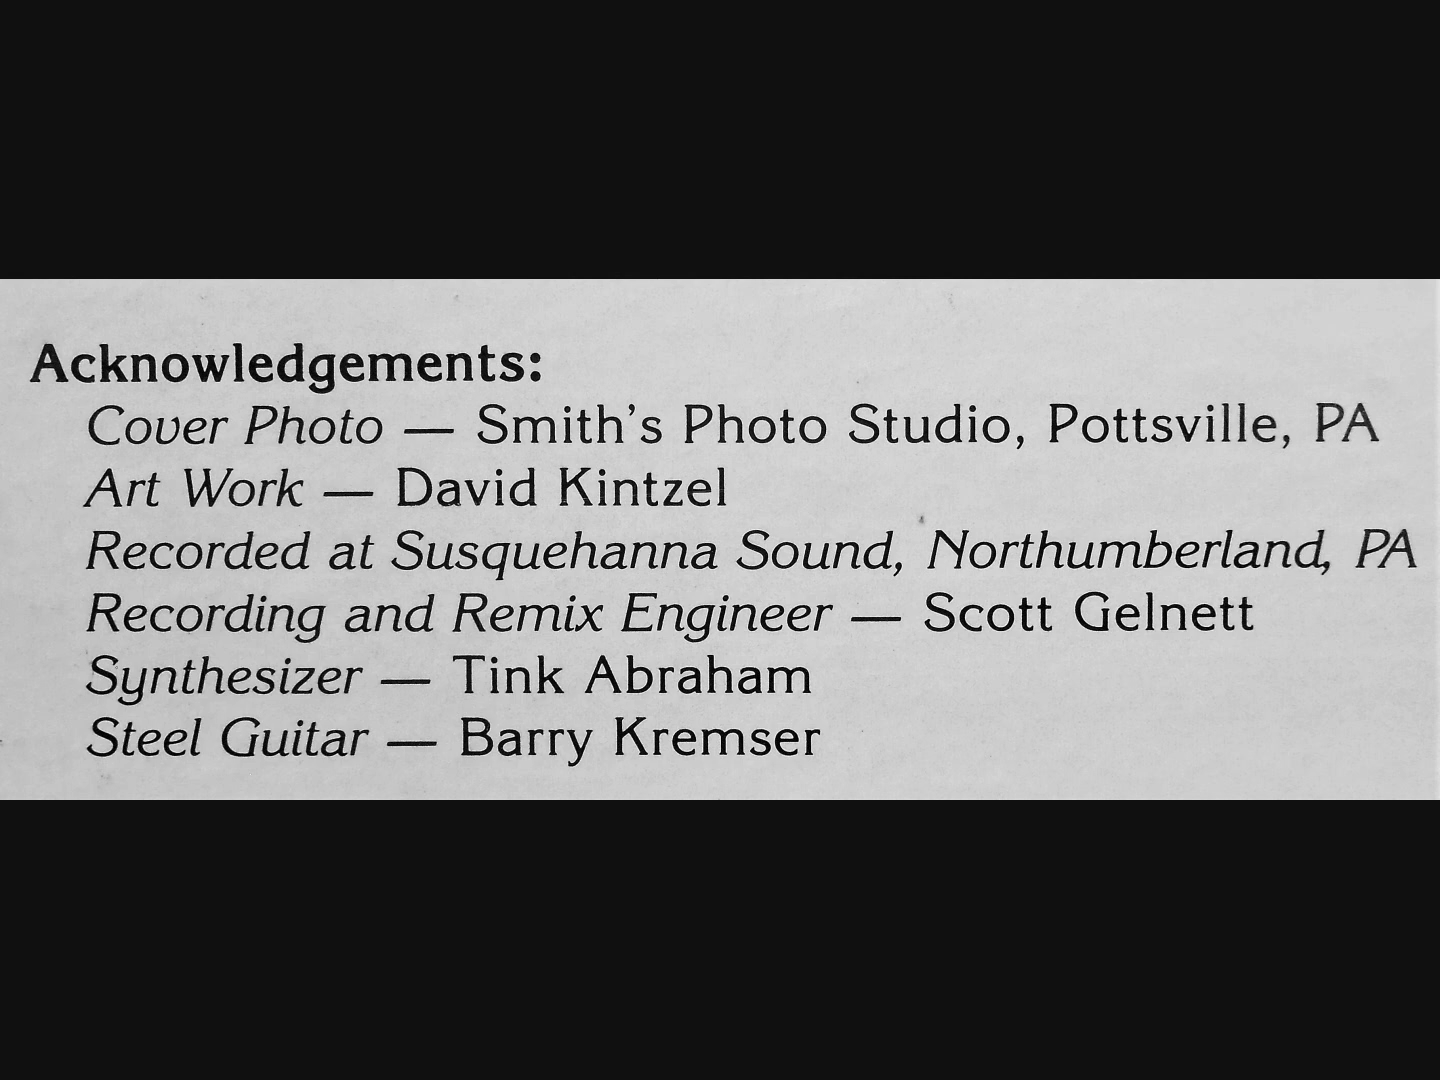 Acknowledgements:
Cover Photo — Smith's Photo Studio, Pottsville, PA
Art Work — David Kintzel
Recorded at Susquehanna Sound, Northumberland, PA
Recording and Remix Engineer — Scott Gelnett
Synthesizer — Tink Abraham
Steel Guitar — Barry Kremser